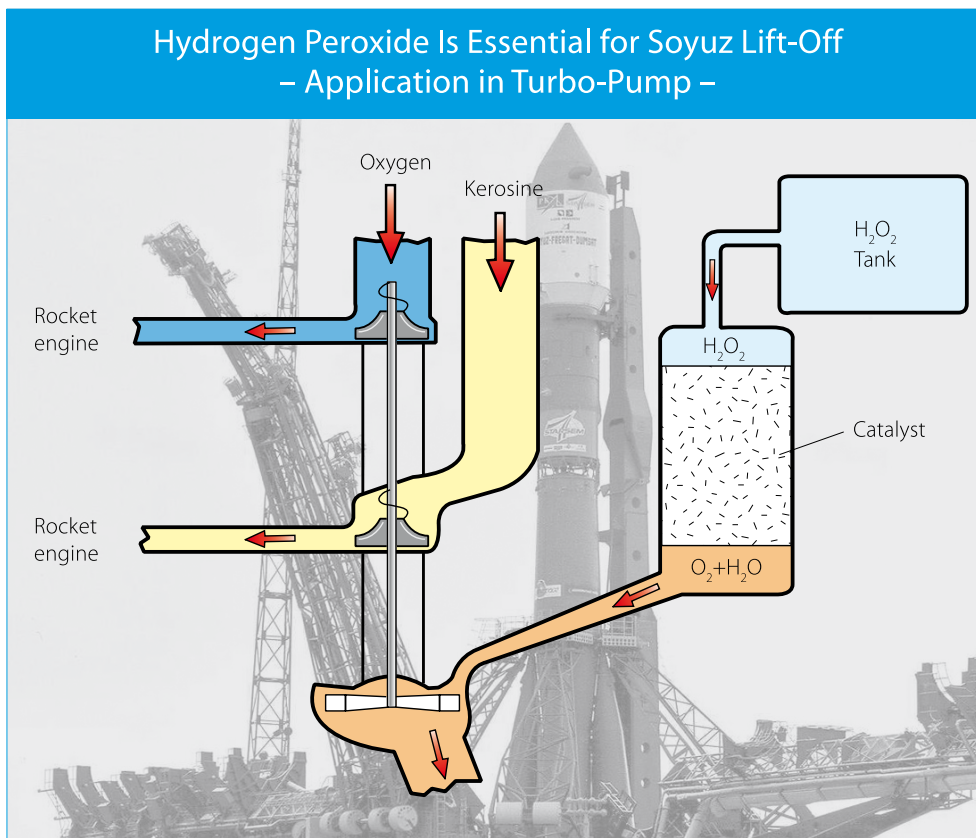 Hydrogen Peroxide Is Essential for Soyuz Lift-Off
– Application in Turbo-Pump –
Oxygen
Kerosine
H₂O₂
Tank
Rocket
engine
H₂O₂
Catalyst
Rocket
engine
O₂+H₂O